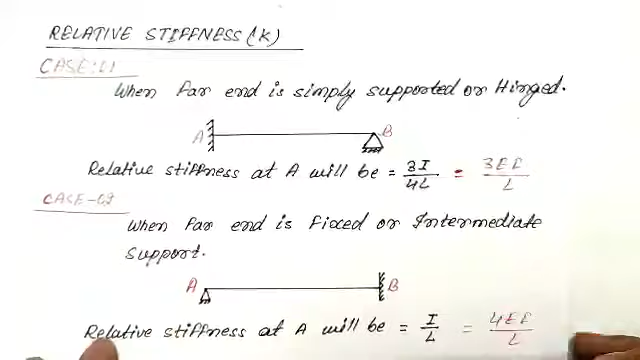 RELATIVE STIFFNESS (K)
CASE:01
When far end is simply supported or Hinged.
A B
Relative stiffness at A will be = 3I/4L = 3EI/L
CASE-02
When far end is Fixed or Intermediate
support.
A B
Relative stiffness at A will be = I/L = 4EI/L